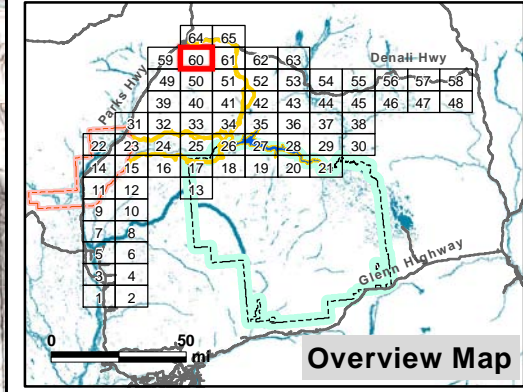 64 65
59 60 61 62 63
Denali Hwy
Parks Hwy
49 50 51 52 53 54 55 56 57 58
39 40 41 42 43 44 45 46 47 48
31 32 33 34 35 36 37 38
22 23 24 25 26 27 28 29 30
14 15 16 17 18 19 20 21
11 12 13
9 10
7 8
5 6
3 4
1 2
Glenn Highway
0 50
mi
Overview Map